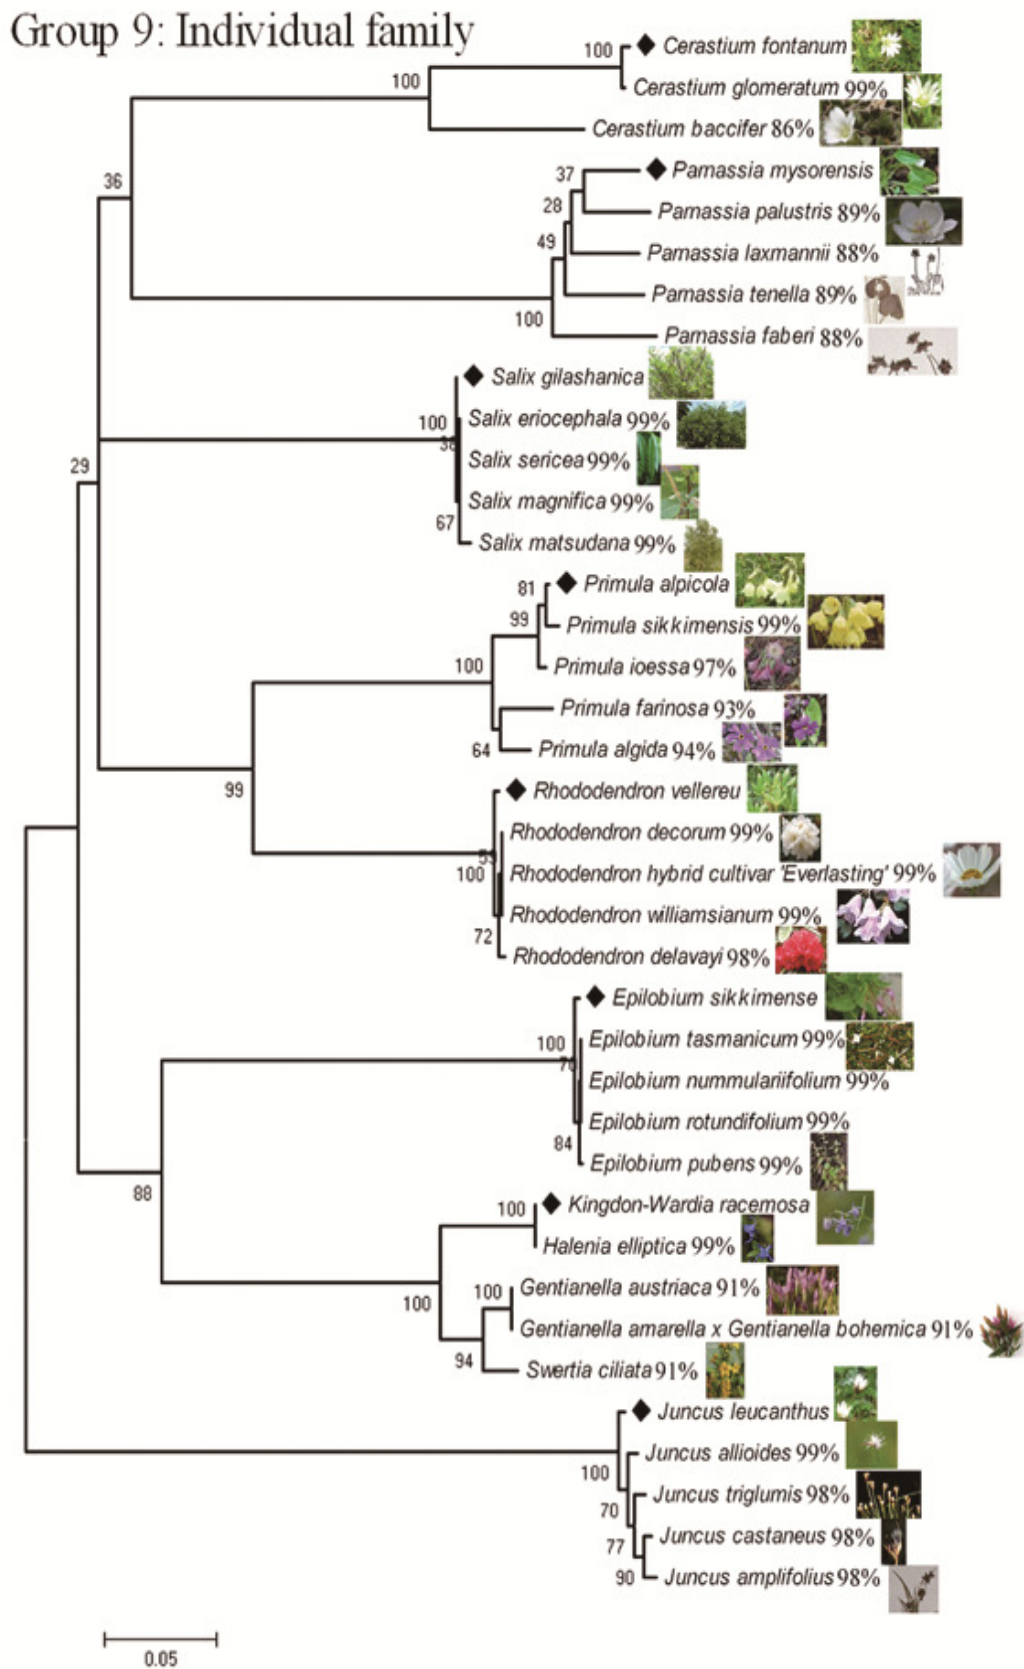 Group 9: Individual family
100
Cerastium fontanum
100
Cerastium glomeratum 99%
Cerastium baccifer 86%
36
37
Parnassia mysorensis
28
Parnassia palustris 89%
49
Parnassia laxmannii 88%
Parnassia tenella 89%
100
Parnassia faberi 88%
Salix gilashanica
100
Salix eriocephala 99%
Salix sericea 99%
29
Salix magnifica 99%
67
Salix matsudana 99%
81
Primula alpicola
99
Primula sikkimensis 99%
100
Primula ioessa 97%
Primula farinosa 93%
64
Primula algida 94%
99
Rhododendron vellereu
Rhododendron decorum 99%
100
Rhododendron hybrid cultivar 'Everlasting' 99%
Rhododendron williamsianum 99%
72
Rhododendron delavayi 98%
Epilobium sikkimense
100
Epilobium tasmanicum 99%
Epilobium nummulariifolium 99%
Epilobium rotundifolium 99%
84
Epilobium pubens 99%
88
100
Kingdon-Wardia racemosa
Halenia elliptica 99%
100
Gentianella austriaca 91%
100
Gentianella amarella x Gentianella bohemica 91%
94
Swertia ciliata 91%
Juncus leucanthus
Juncus allioides 99%
100
Juncus triglumis 98%
70
Juncus castaneus 98%
77
Juncus amplifolius 98%
90
0.05